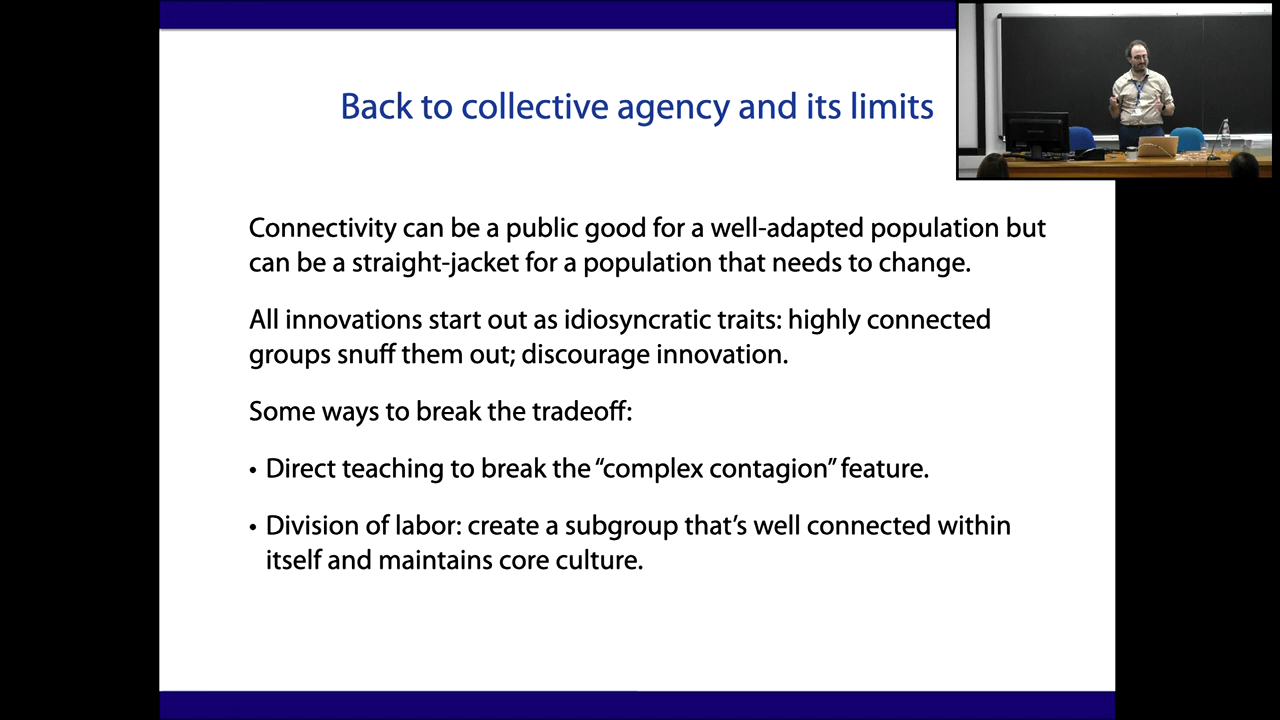 Back to collective agency and its limits
Connectivity can be a public good for a well-adapted population but
can be a straight-jacket for a population that needs to change.
All innovations start out as idiosyncratic traits: highly connected
groups snuff them out; discourage innovation.
Some ways to break the tradeoff:
• Direct teaching to break the “complex contagion” feature.
• Division of labor: create a subgroup that’s well connected within
itself and maintains core culture.